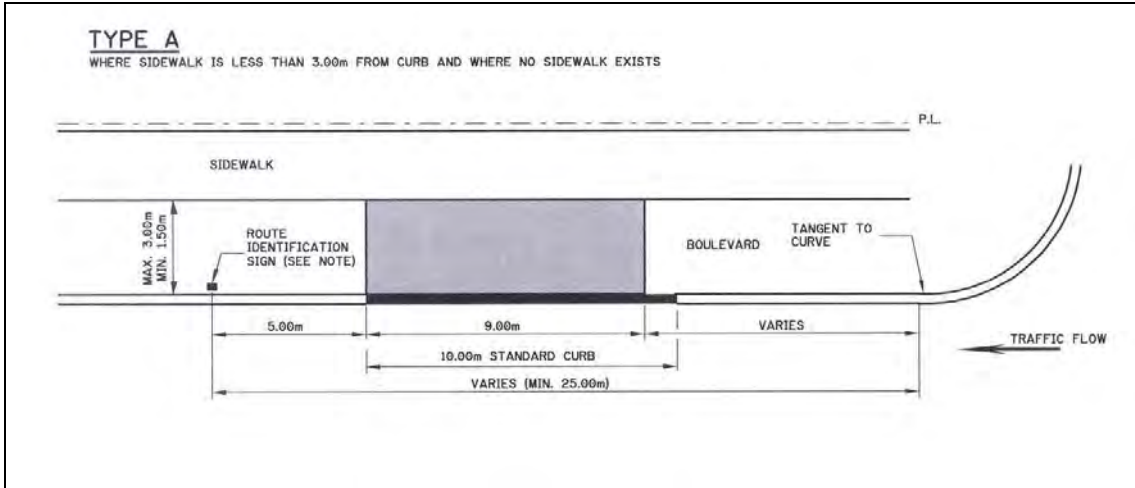 TYPE A
WHERE SIDEWALK IS LESS THAN 3.00m FROM CURB AND WHERE NO SIDEWALK EXISTS
P.L.
SIDEWALK
MAX. 3.00m
MIN. 1.50m
ROUTE
IDENTIFICATION
SIGN (SEE NOTE)
BOULEVARD
TANGENT TO
CURVE
5.00m
9.00m
VARIES
TRAFFIC FLOW
10.00m STANDARD CURB
VARIES (MIN. 25.00m)